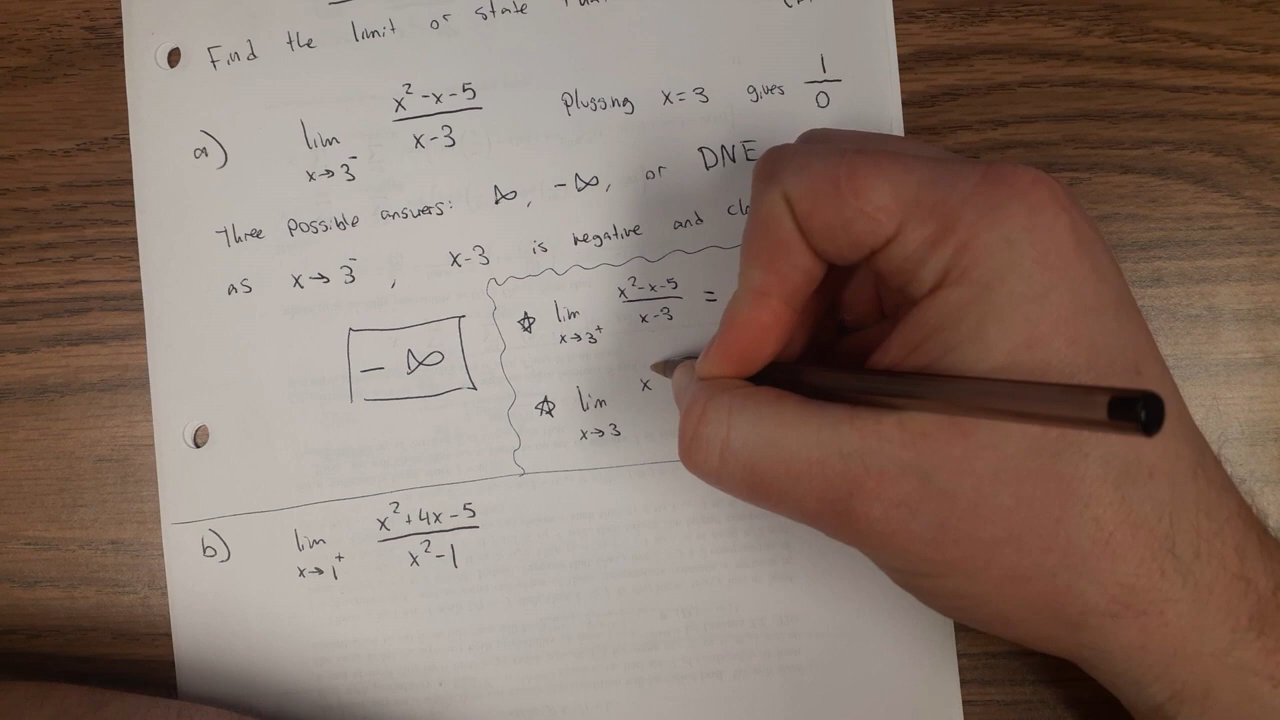 Find the limit or state
a) lim x→3⁻ (x²-x-5)/(x-3) plussing x=3 gives 1/0
Three possible answers: ∞, -∞, or DNE
as x→3⁻, x-3 is negative and
-∞
☆ lim x→3⁺ (x²-x-5)/(x-3) =
☆ lim x→3 x
b) lim x→1⁺ (x²+4x-5)/(x²-1)